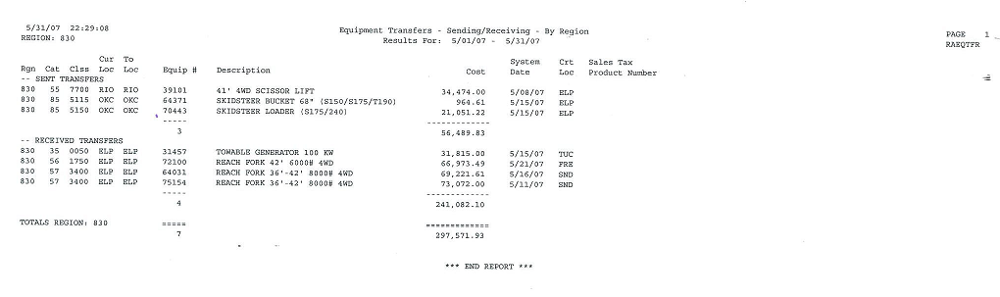 5/31/07 22:29:08 Equipment Transfers - Sending/Receiving - By Region PAGE 1
REGION: 830 Results For: 5/01/07 - 5/31/07 RAEQTFR
Cur To System Crt Sales Tax
Rgn Cat Clss Loc Loc Equip # Description Cost Date Loc Product Number
-- SENT TRANSFERS
830 55 7700 RIO RIO 39101 41' 4WD SCISSOR LIFT 34,474.00 5/08/07 ELP
830 85 5115 OKC OKC 64371 SKIDSTEER BUCKET 68" (S150/S175/T190) 964.61 5/15/07 ELP
830 85 5150 OKC OKC 70443 SKIDSTEER LOADER (S175/240) 21,051.22 5/15/07 ELP
----- -------------
3 56,489.83
-- RECEIVED TRANSFERS
830 35 0050 ELP ELP 31457 TOWABLE GENERATOR 100 KW 31,815.00 5/15/07 TUC
830 56 1750 ELP ELP 72100 REACH FORK 42' 6000# 4WD 66,973.49 5/21/07 FRE
830 57 3400 ELP ELP 64031 REACH FORK 36'-42' 8000# 4WD 69,221.61 5/16/07 SND
830 57 3400 ELP ELP 75154 REACH FORK 36'-42' 8000# 4WD 73,072.00 5/11/07 SND
----- -------------
4 241,082.10
TOTALS REGION: 830 ===== =============
7 297,571.93
*** END REPORT ***